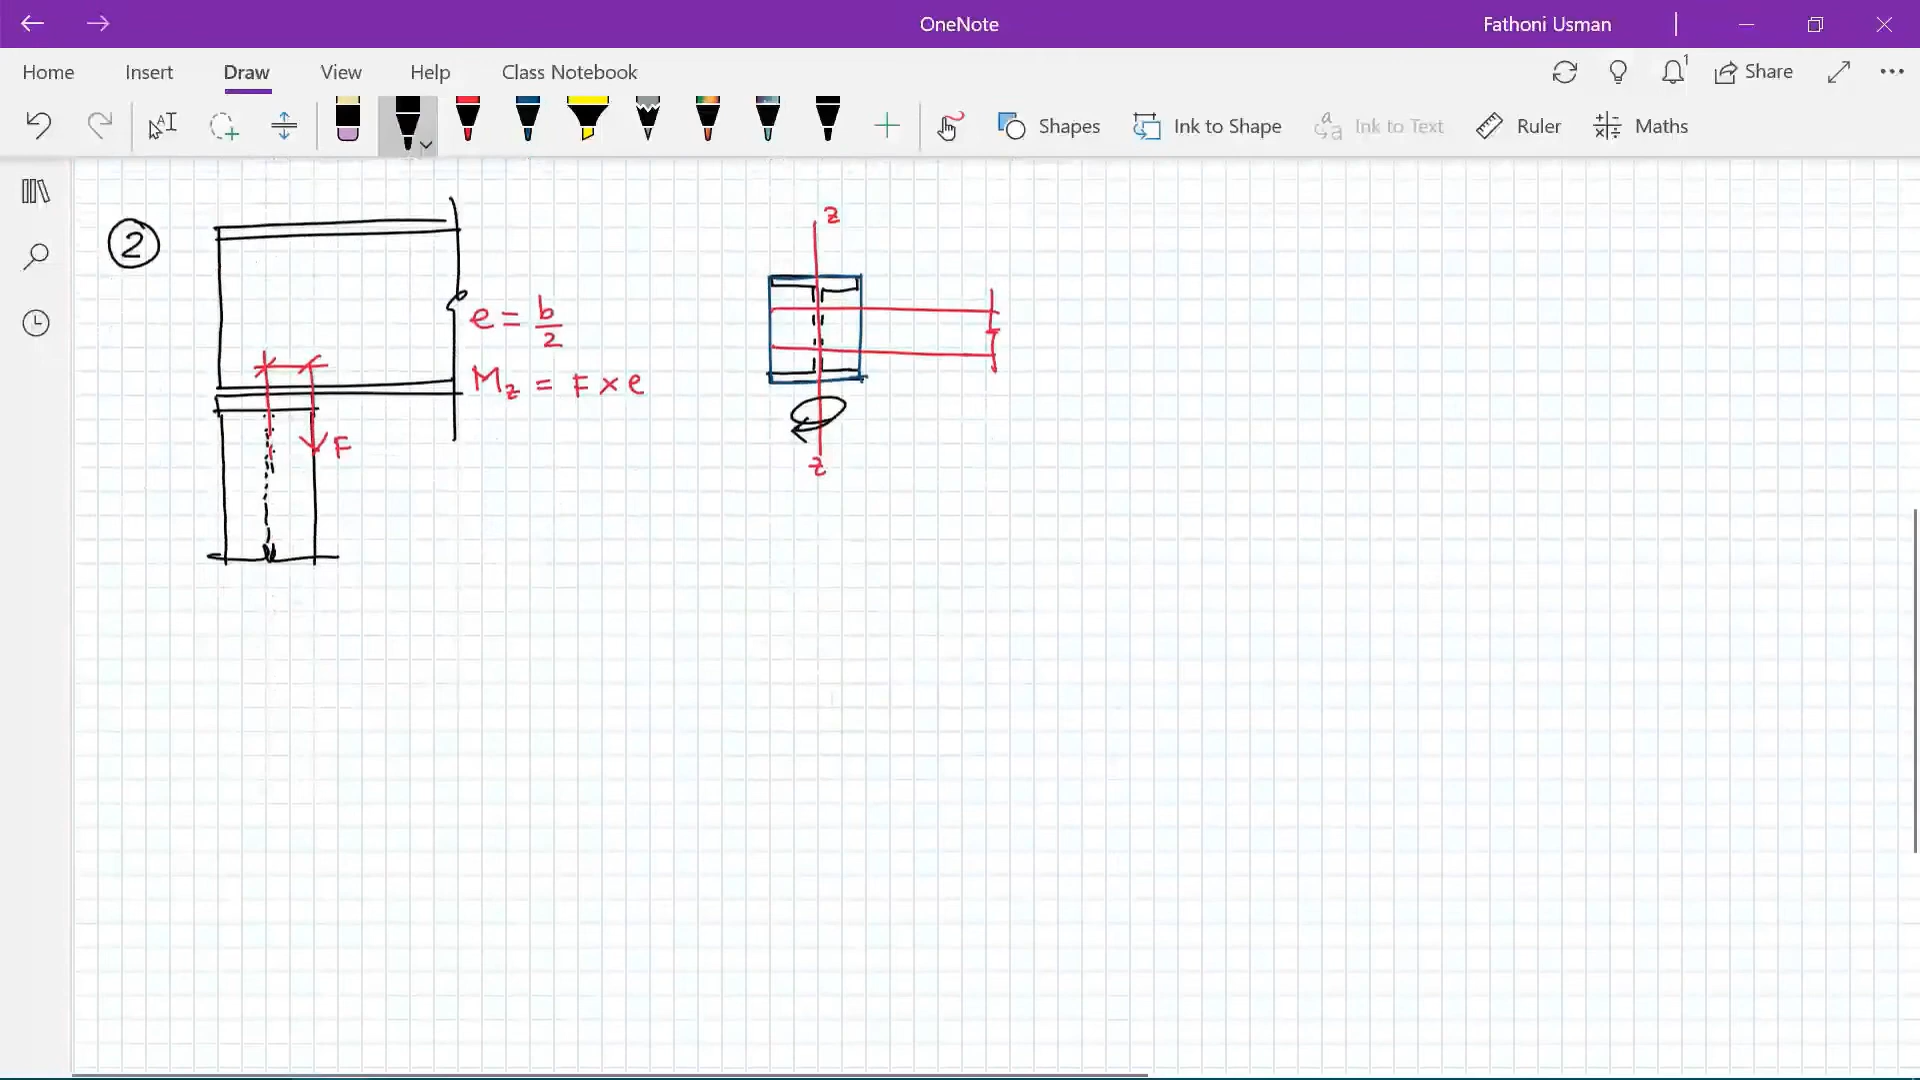 OneNote
Fathoni Usman
Home Insert Draw View Help Class Notebook
1 Share
Shapes Ink to Shape Ink to Text Ruler Maths
2
z
e = b/2
M_z = F × e
F
z